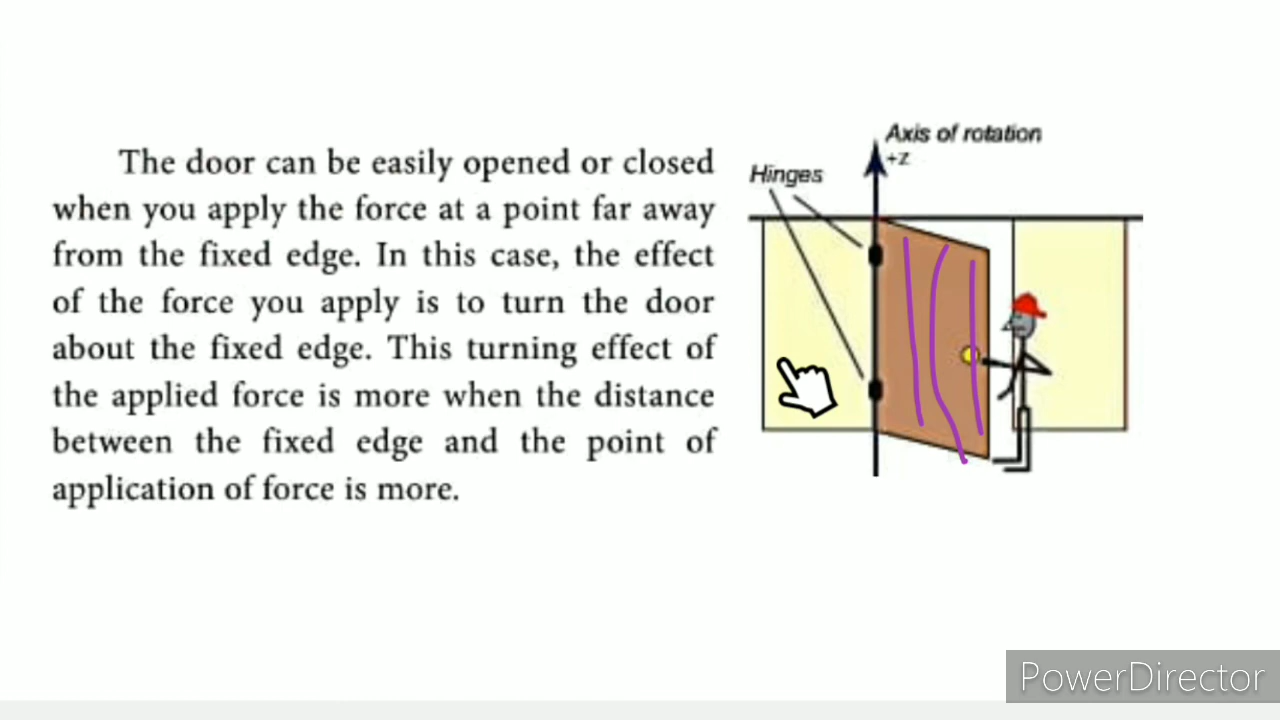 The door can be easily opened or closed
when you apply the force at a point far away
from the fixed edge. In this case, the effect
of the force you apply is to turn the door
about the fixed edge. This turning effect of
the applied force is more when the distance
between the fixed edge and the point of
application of force is more.
Axis of rotation
+z
Hinges
PowerDirector